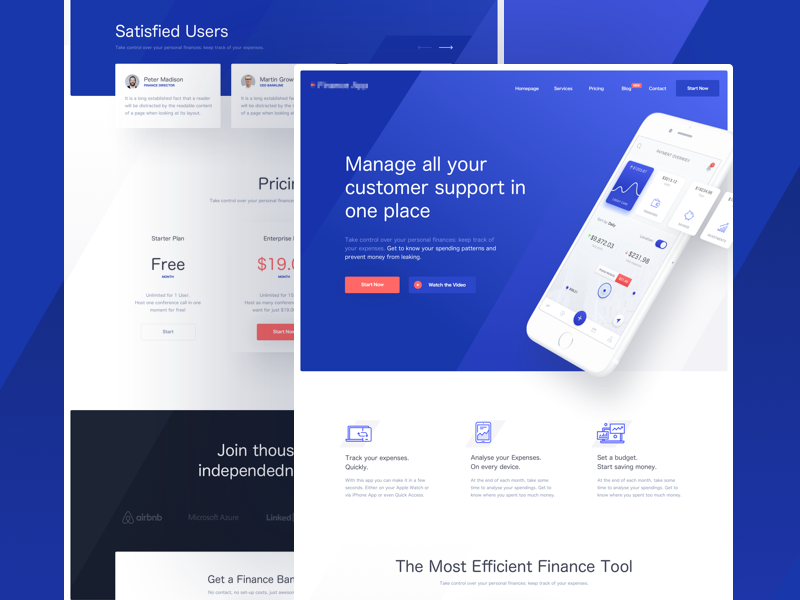 Satisfied Users
Take control over your personal finances: keep track of your expenses.
Peter Madison
FINANCE DIRECTOR
It is a long established fact that a reader
will be distracted by the readable content
of a page when looking at its layout.
Martin Grow
CEO BANKLINE
It is a long established fact
will be distracted by the
of a page when looking
Pricin
Take control over your personal finances
Starter Plan
Free
MONTH
Unlimited for 1 User.
Host one conference call in one
moment for free!
Start
Enterprise
$19.0
MONTH
Unlimited for 15
Host as many conference
want for just $19.00
Start Now
Join thous
independedn
airbnb
Microsoft Azure
Linked
Get a Finance Ban
No contact, no set-up costs, just awesom
Finance App
Homepage
Services
Pricing
Blog
Contact
Start Now
Manage all your
customer support in
one place
Take control over your personal finances: keep track of
your expenses. Get to know your spending patterns and
prevent money from leaking.
Start Now
Watch the Video
PAYMENT OVERVIEW
$9,872.03
$231.98
Track your expenses.
Quickly.
With this app you can make it in a few
seconds. Either on your Apple Watch or
via iPhone App or even Quick Access.
Analyse your Expenses.
On every device.
At the end of each month, take some
time to analyse your spendings. Get to
know where you spent too much money.
Set a budget.
Start saving money.
At the end of each month, take some
time to analyse your spendings. Get to
know where you spent too much money.
The Most Efficient Finance Tool
Take control over your personal finances: keep track of your expenses.